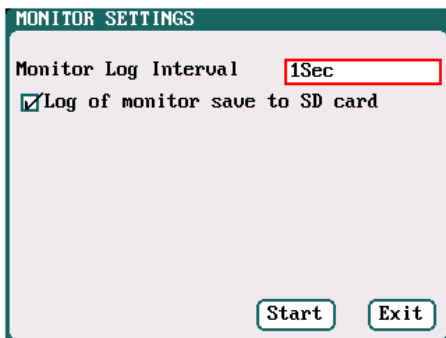 MONITOR SETTINGS
Monitor Log Interval 1Sec
Log of monitor save to SD card
Start Exit